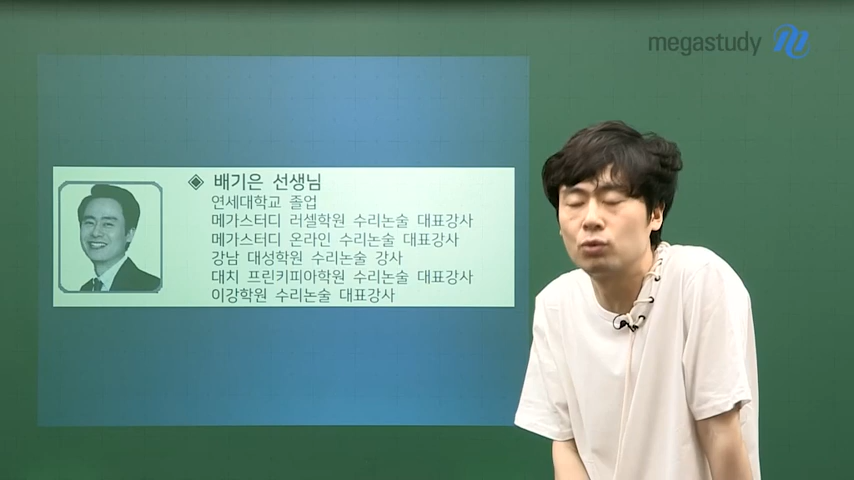 megastudy
◈ 배기은 선생님
연세대학교 졸업
메가스터디 러셀학원 수리논술 대표강사
메가스터디 온라인 수리논술 대표강사
강남 대성학원 수리논술 강사
대치 프린키피아학원 수리논술 대표강사
이강학원 수리논술 대표강사